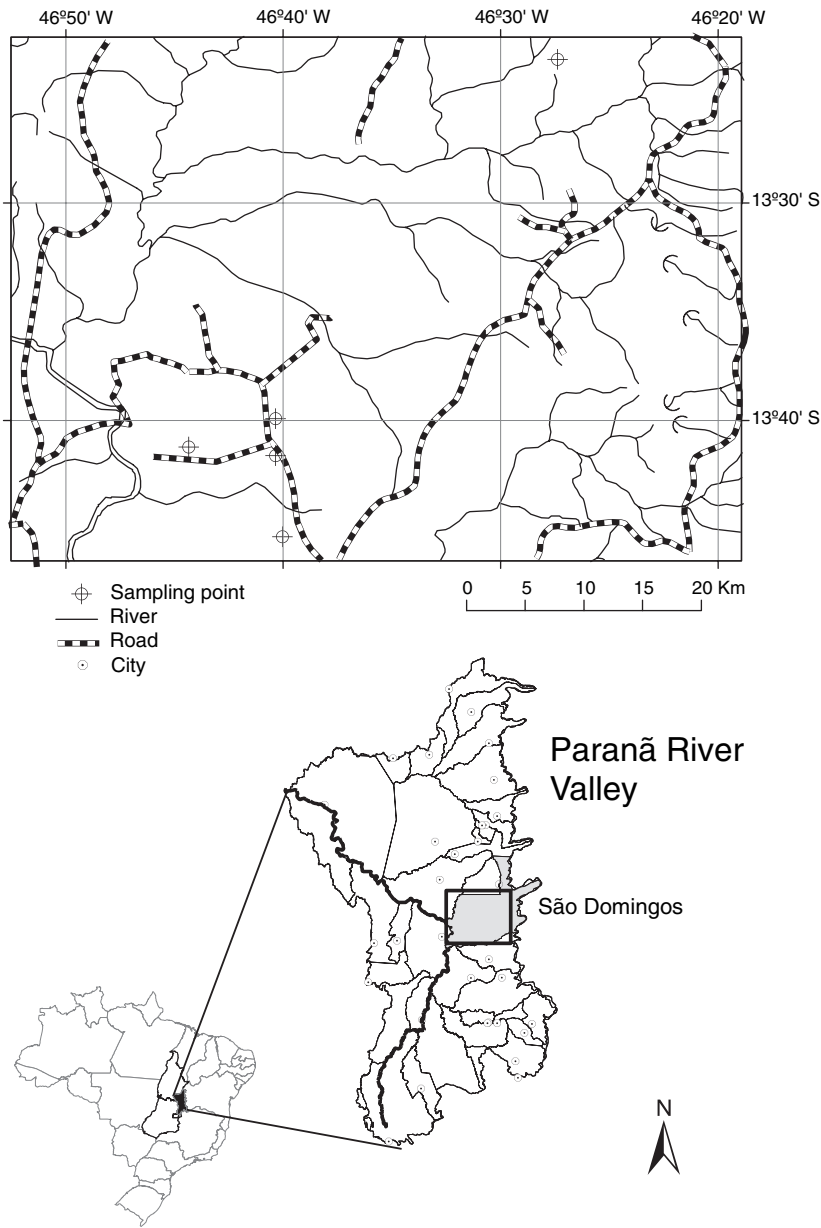 46º50' W
46º40' W
46º30' W
46º20' W
13º30' S
13º40' S
Sampling point
River
Road
City
0 5 10 15 20 Km
Paranã River
Valley
São Domingos
N